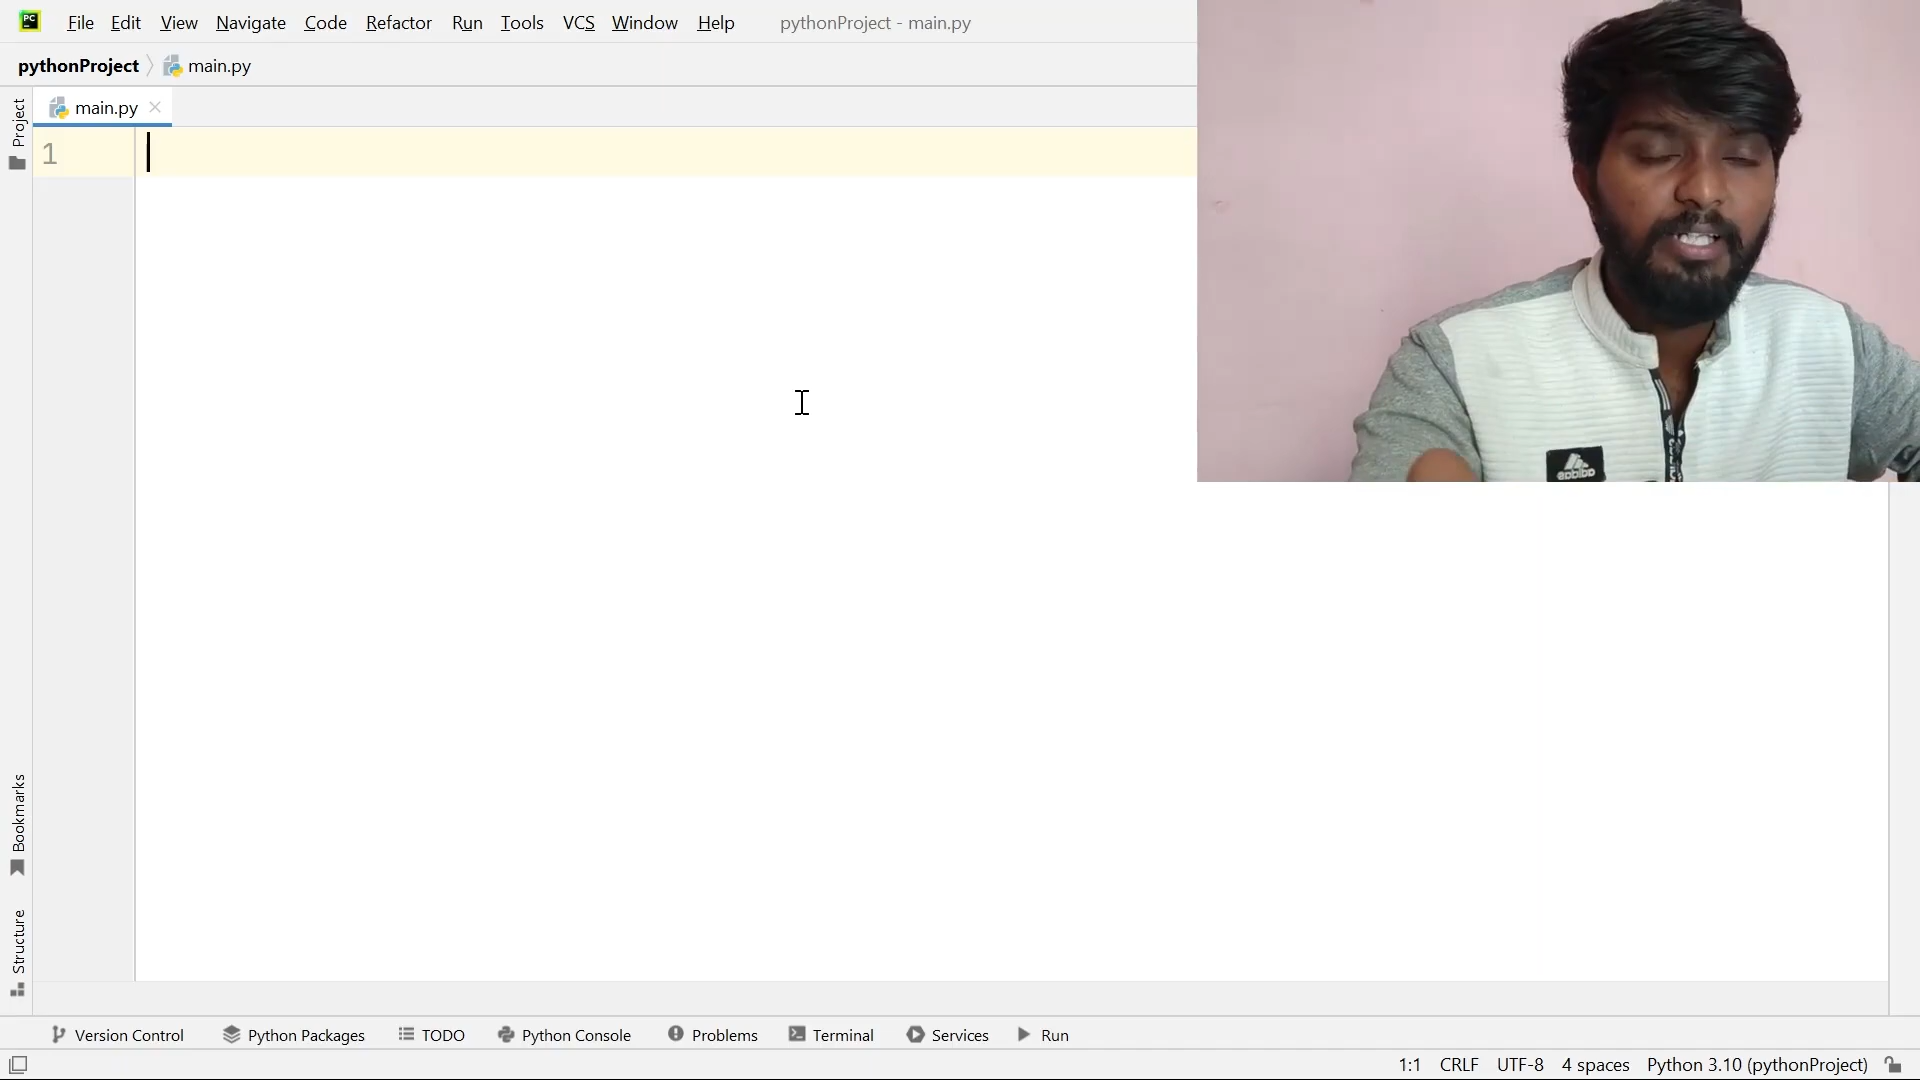 PC File Edit View Navigate Code Refactor Run Tools VCS Window Help pythonProject - main.py
pythonProject main.py
Project
main.py
1
adidas
Bookmarks
Structure
Version Control Python Packages TODO Python Console Problems Terminal Services Run
1:1 CRLF UTF-8 4 spaces Python 3.10 (pythonProject)